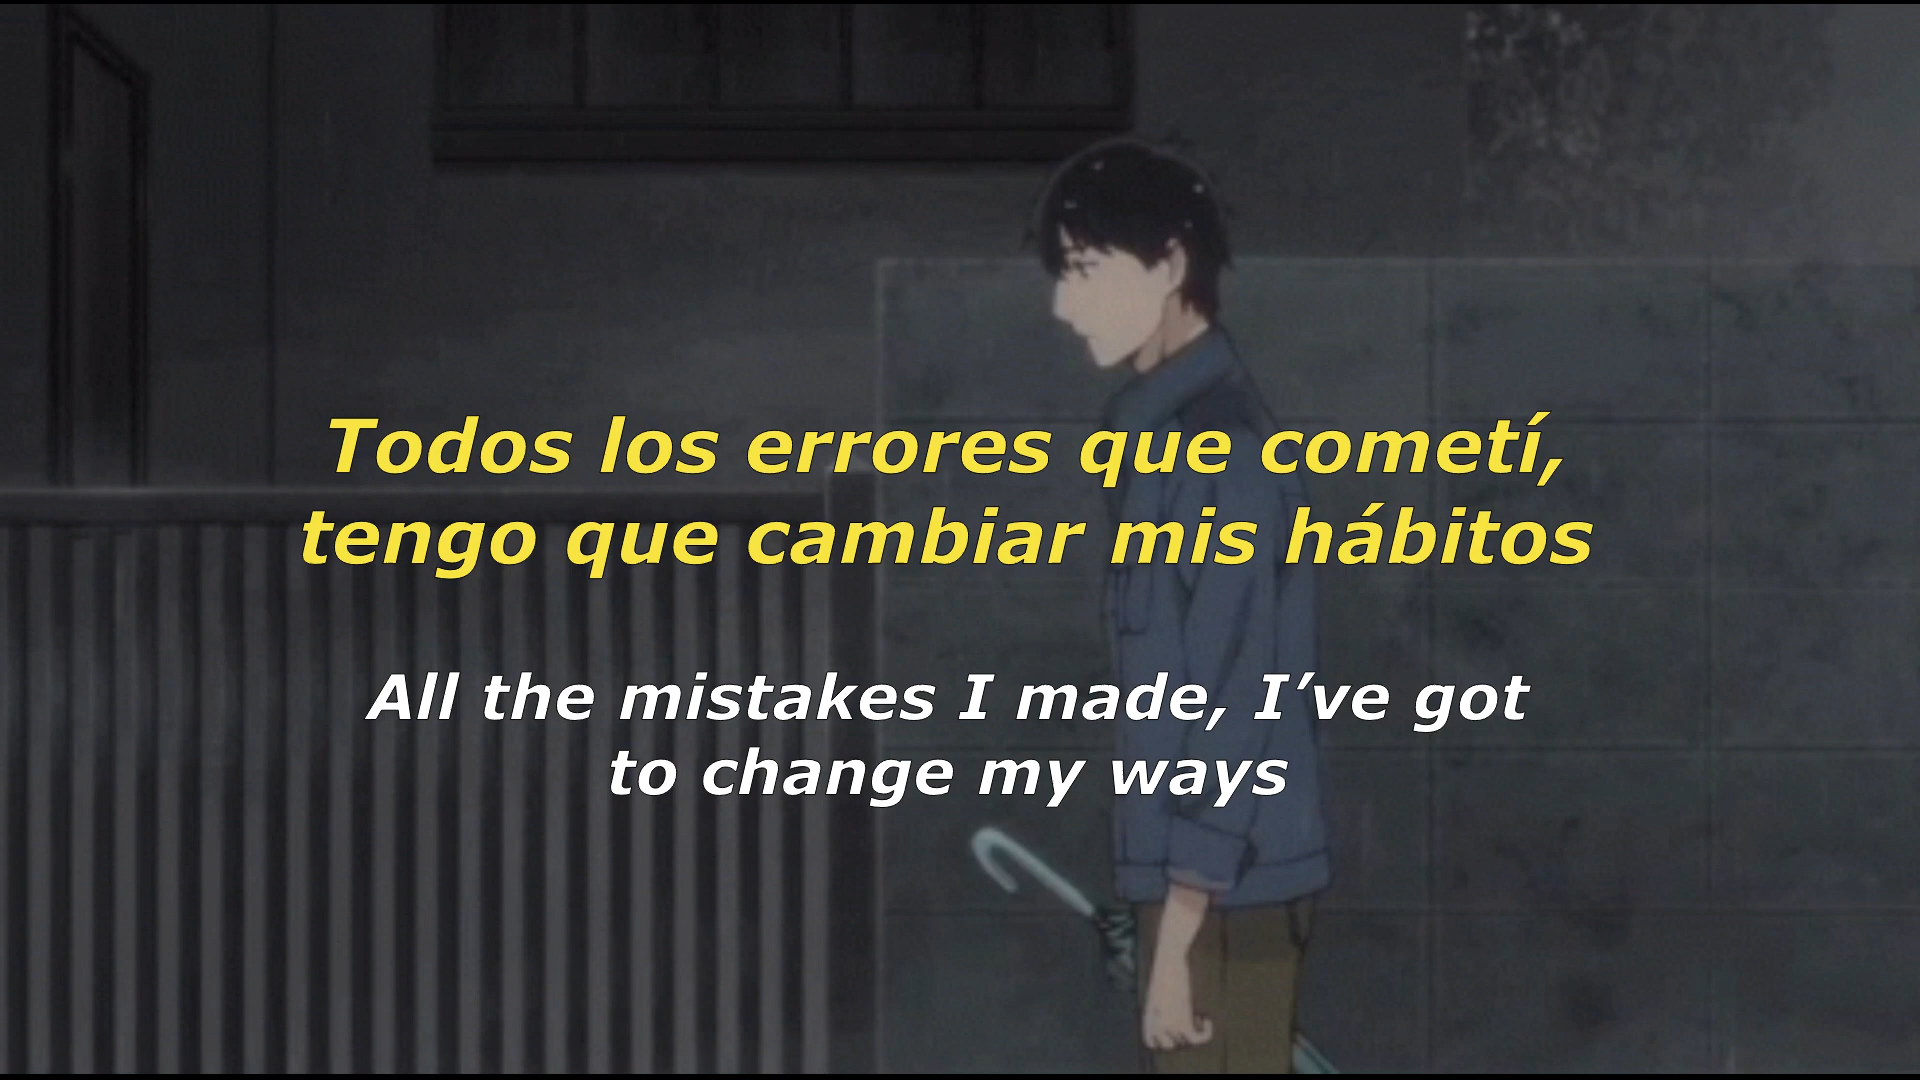 Todos los errores que cometí,
tengo que cambiar mis hábitos
All the mistakes I made, I’ve got
to change my ways